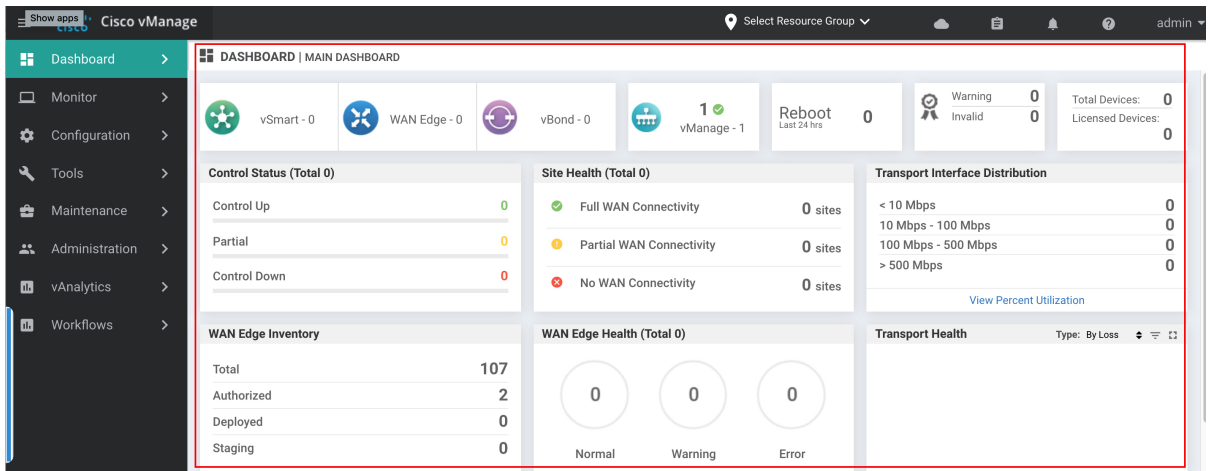 Show apps
CISCO
Cisco vManage
Select Resource Group
admin
Dashboard
Monitor
Configuration
Tools
Maintenance
Administration
vAnalytics
Workflows
DASHBOARD | MAIN DASHBOARD
vSmart - 0
WAN Edge - 0
vBond - 0
1
vManage - 1
Reboot
Last 24 hrs
0
Warning 0
Invalid 0
Total Devices: 0
Licensed Devices:
0
Control Status (Total 0)
Control Up 0
Partial 0
Control Down 0
Site Health (Total 0)
Full WAN Connectivity 0 sites
Partial WAN Connectivity 0 sites
No WAN Connectivity 0 sites
Transport Interface Distribution
< 10 Mbps 0
10 Mbps - 100 Mbps 0
100 Mbps - 500 Mbps 0
> 500 Mbps 0
View Percent Utilization
WAN Edge Inventory
Total 107
Authorized 2
Deployed 0
Staging 0
WAN Edge Health (Total 0)
0 0 0
Normal Warning Error
Transport Health Type: By Loss